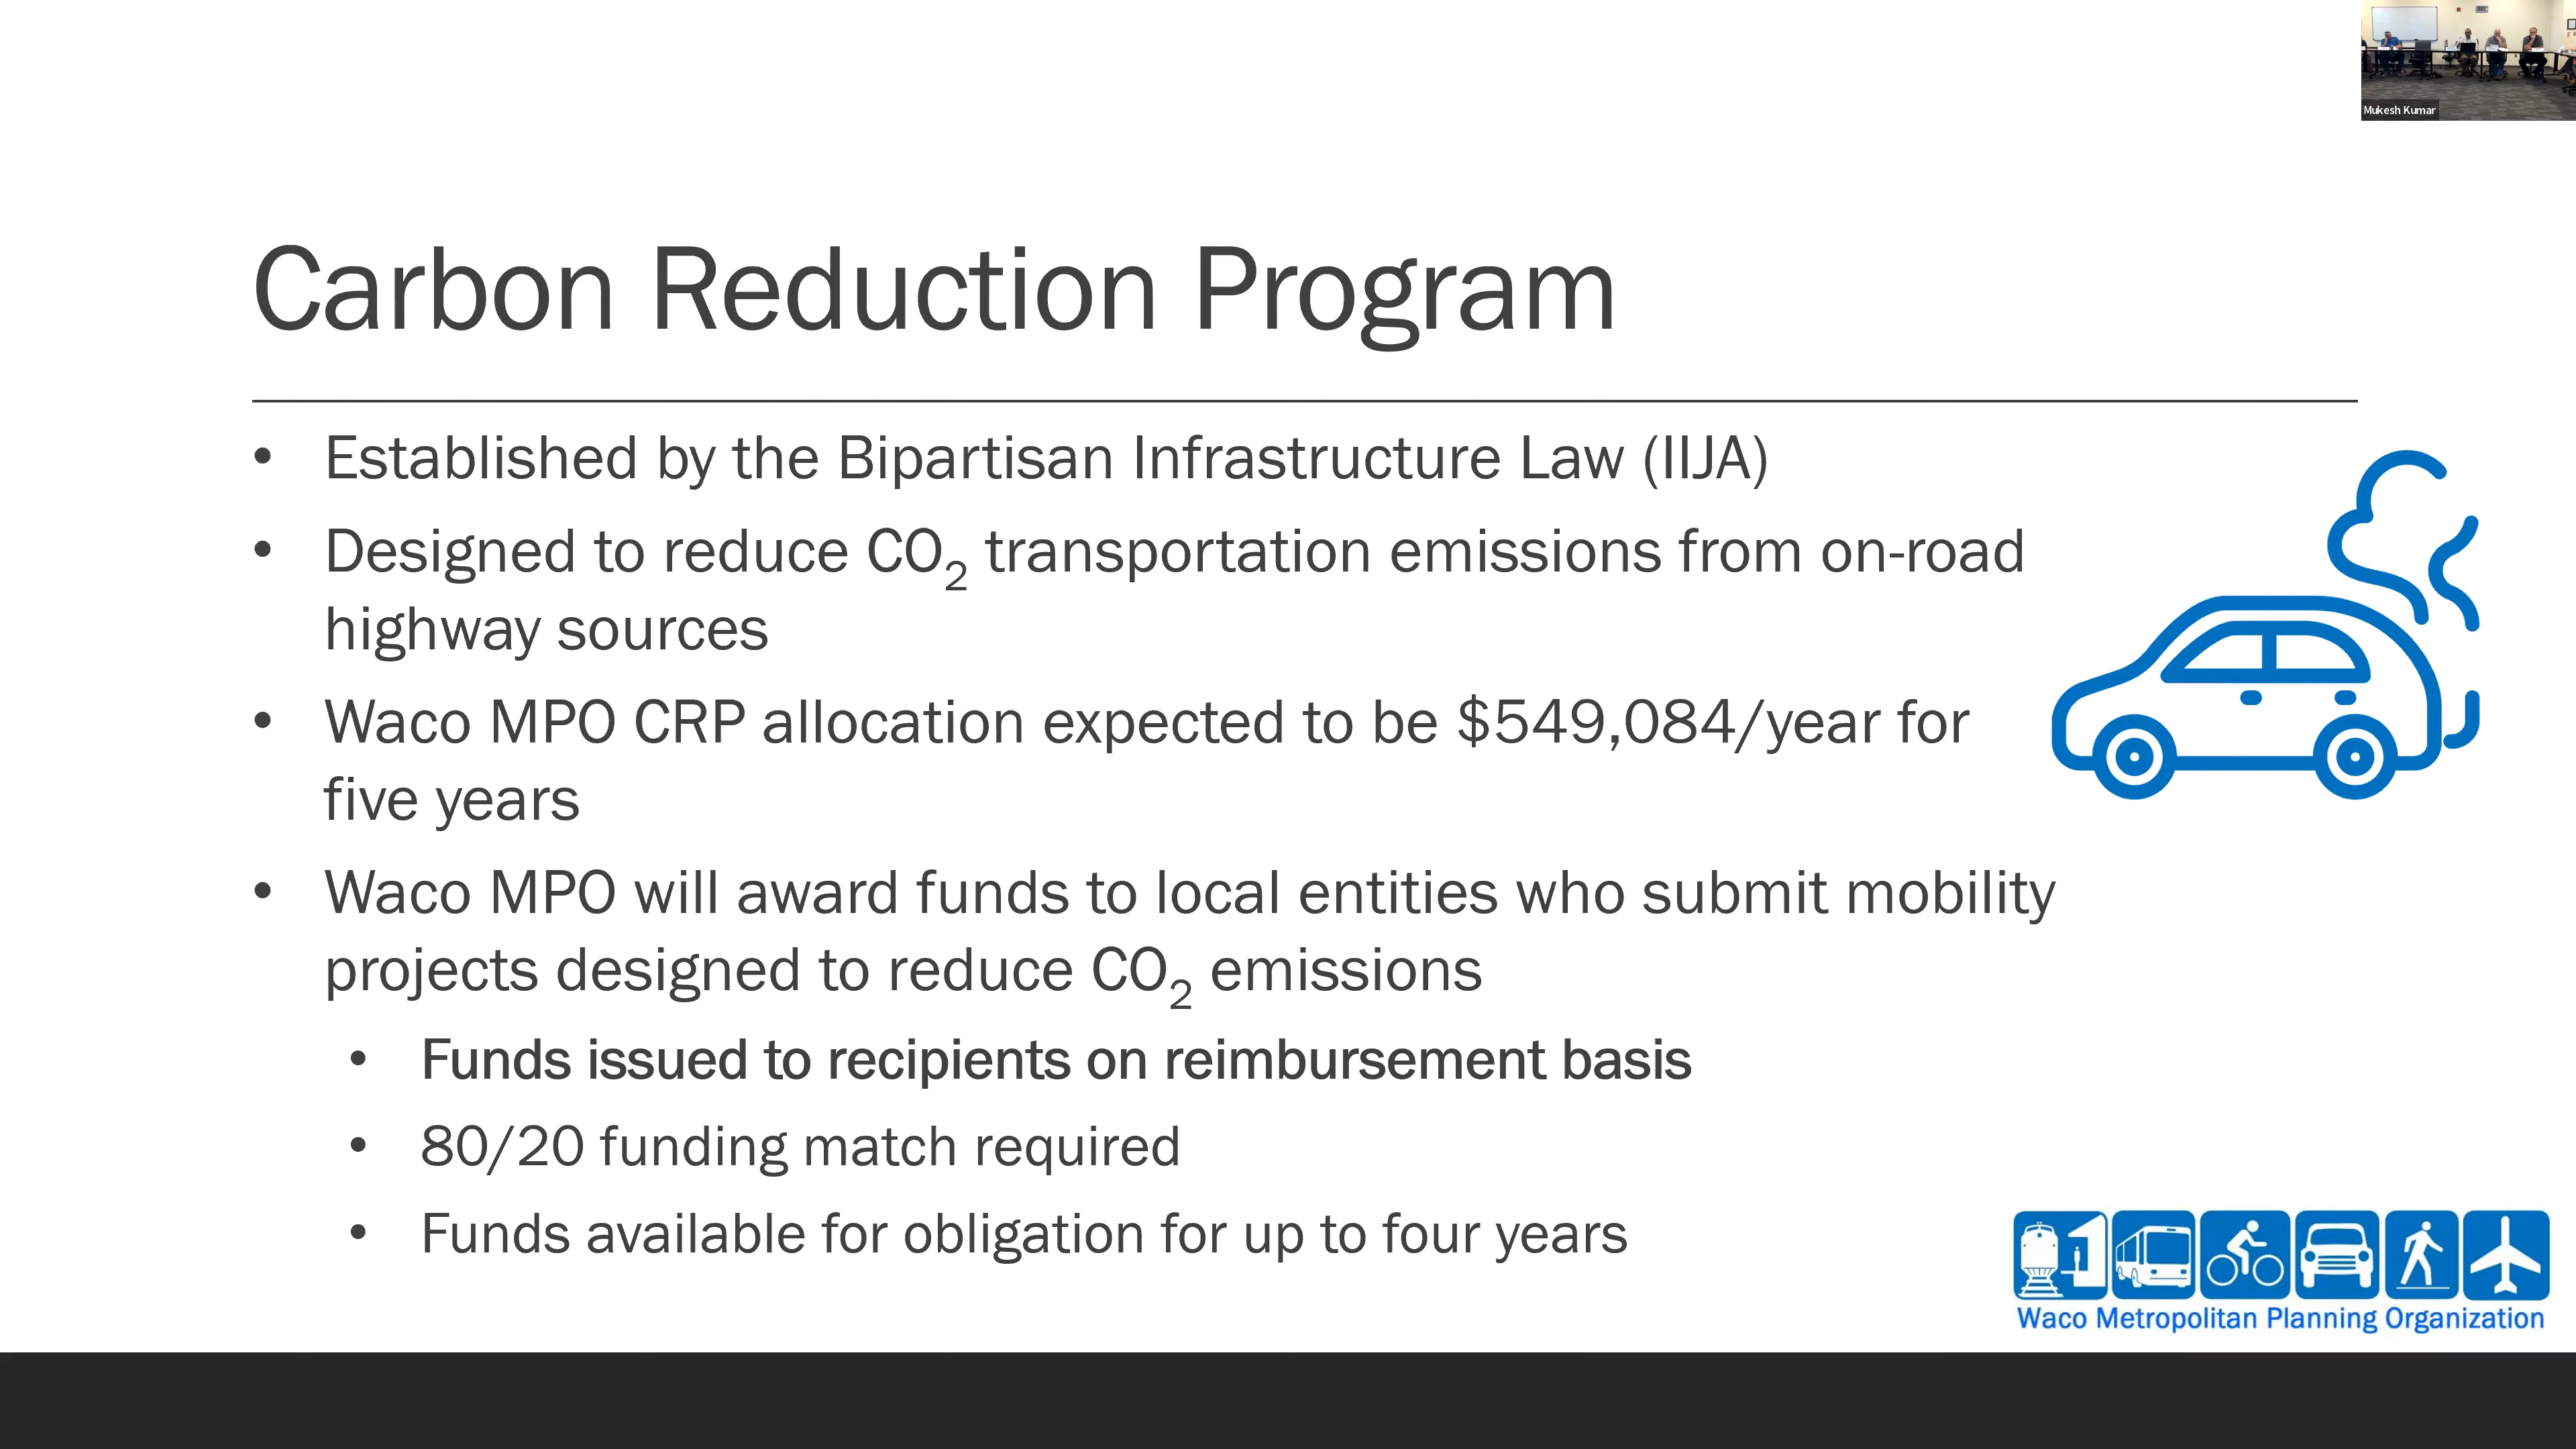 Mukesh Kumar
Carbon Reduction Program
• Established by the Bipartisan Infrastructure Law (IIJA)
• Designed to reduce CO₂ transportation emissions from on-road
highway sources
• Waco MPO CRP allocation expected to be $549,084/year for
five years
• Waco MPO will award funds to local entities who submit mobility
projects designed to reduce CO₂ emissions
• Funds issued to recipients on reimbursement basis
• 80/20 funding match required
• Funds available for obligation for up to four years
Waco Metropolitan Planning Organization